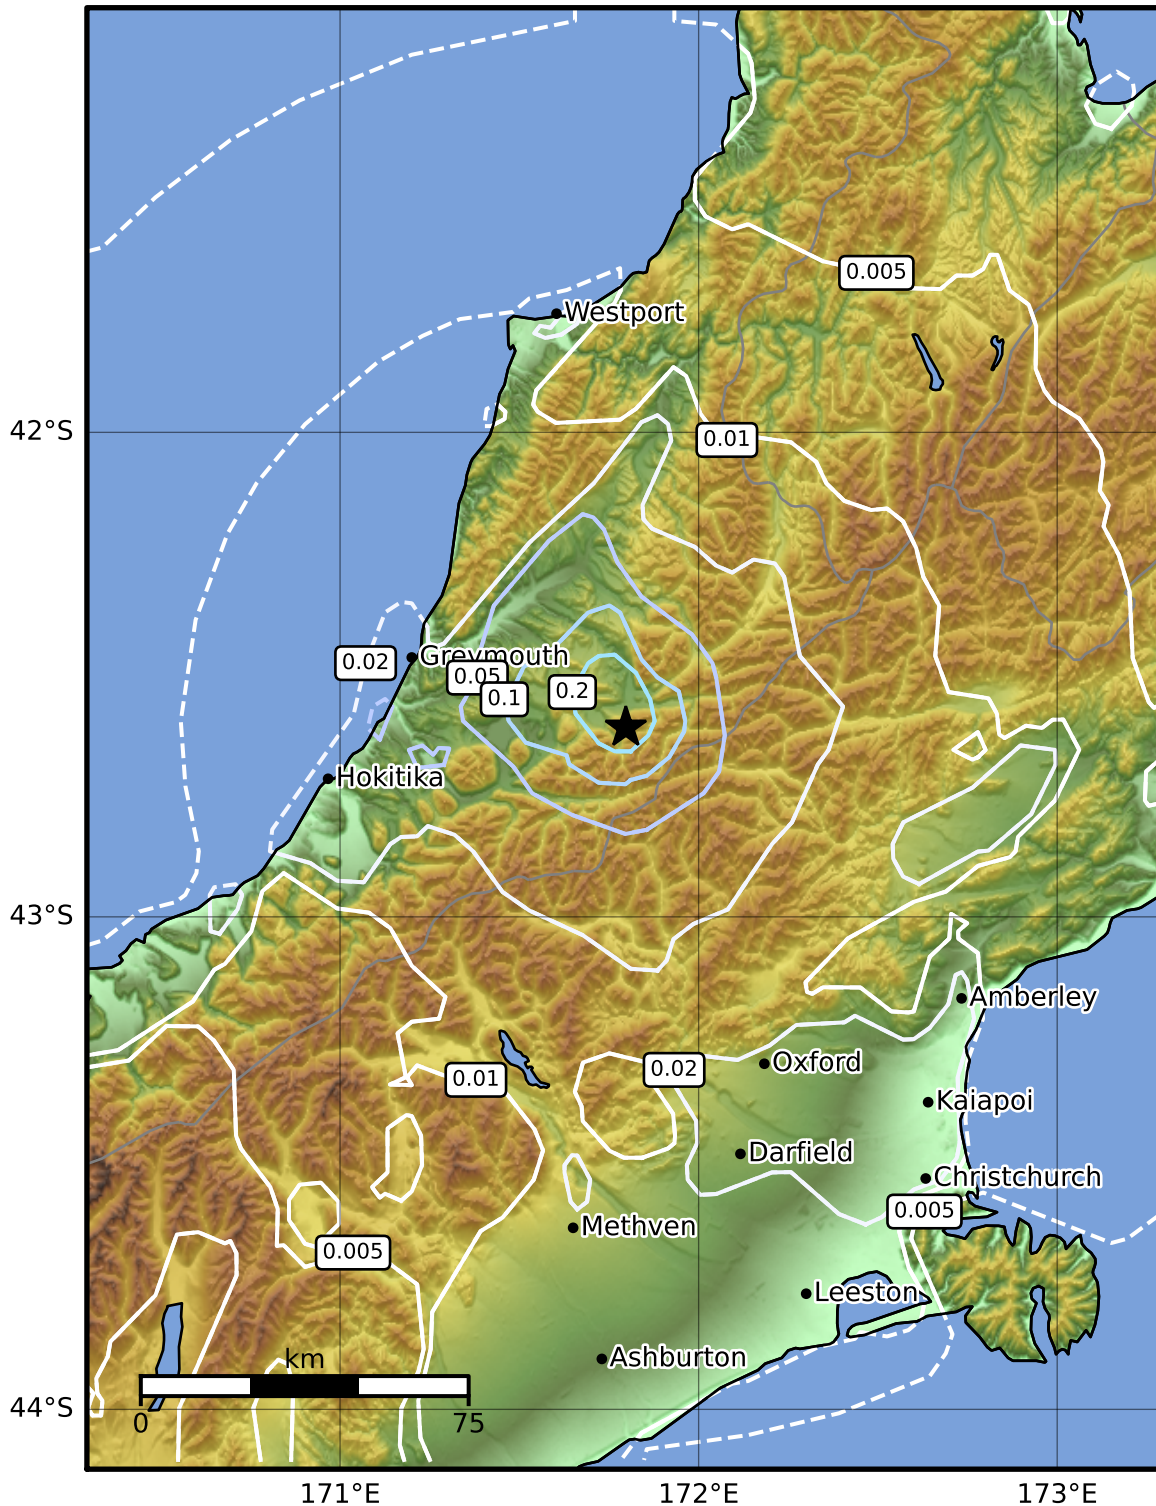 0.005
Westport
42°S
0.01
0.02
Greymouth
0.05
0.1
0.2
Hokitika
43°S
Amberley
Oxford
0.02
0.01
Kaiapoi
Darfield
Christchurch
0.005
Methven
0.005
Leeston
km
Ashburton
44°S
0
75
171°E
172°E
173°E